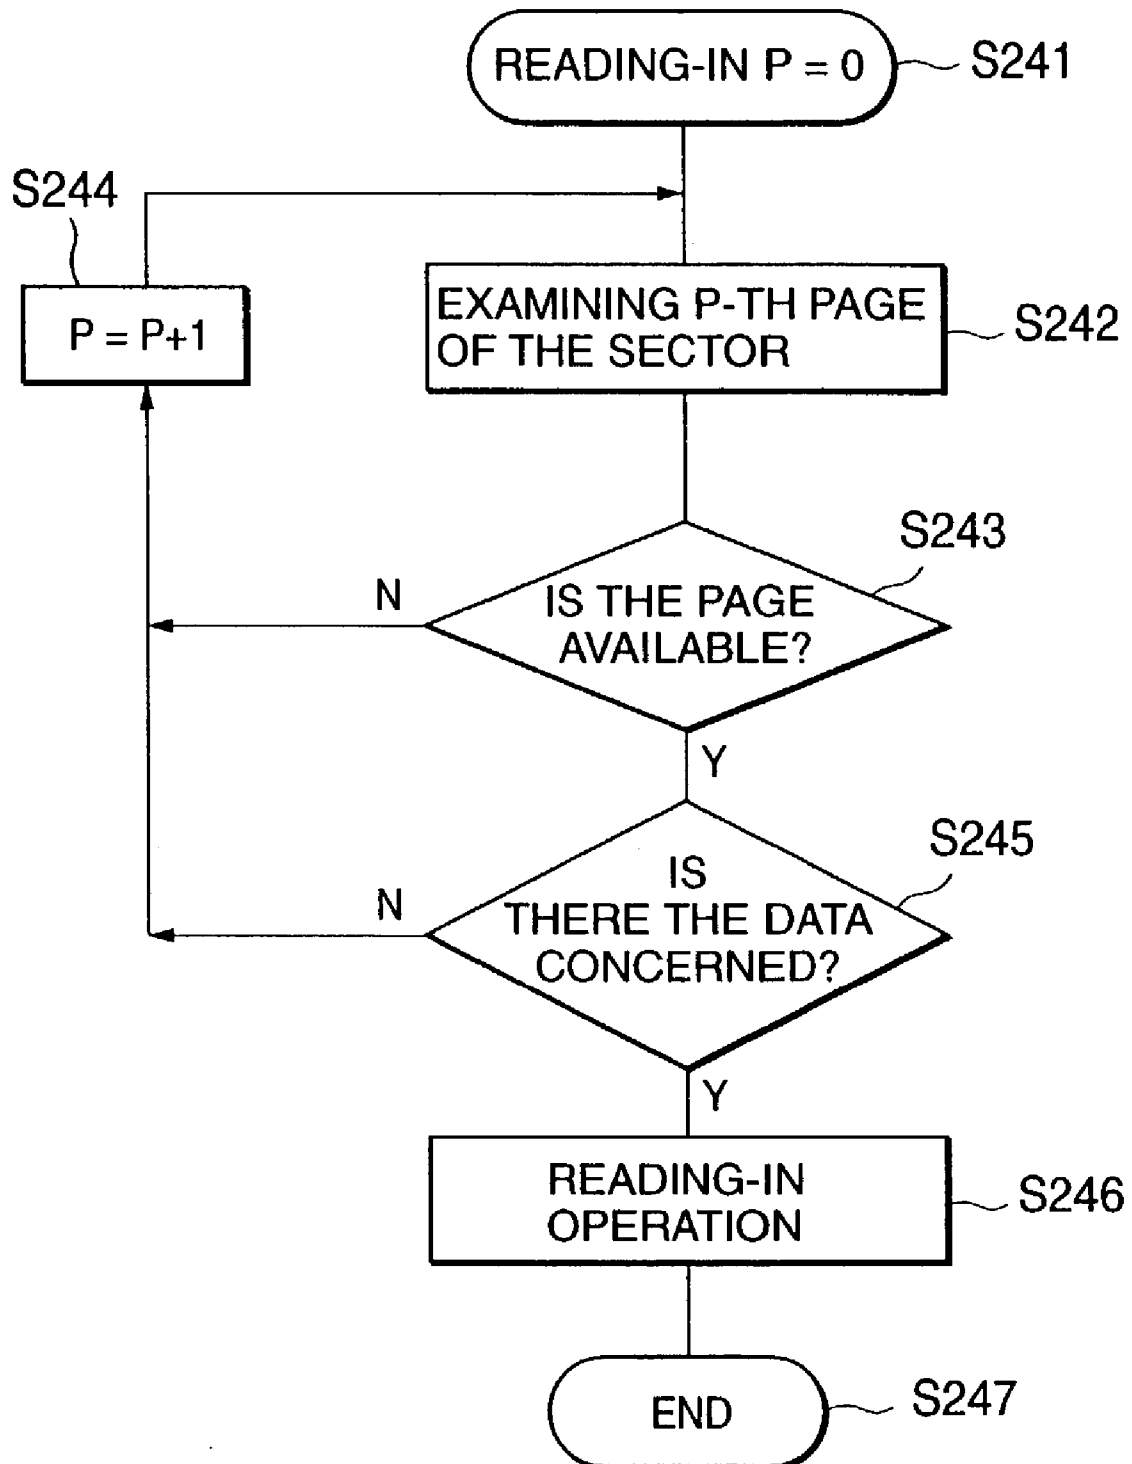 READING-IN P = 0
S241
S244
P = P+1
EXAMINING P-TH PAGE
OF THE SECTOR
S242
S243
N
IS THE PAGE
AVAILABLE?
Y
S245
N
IS
THERE THE DATA
CONCERNED?
Y
READING-IN
OPERATION
S246
END
S247